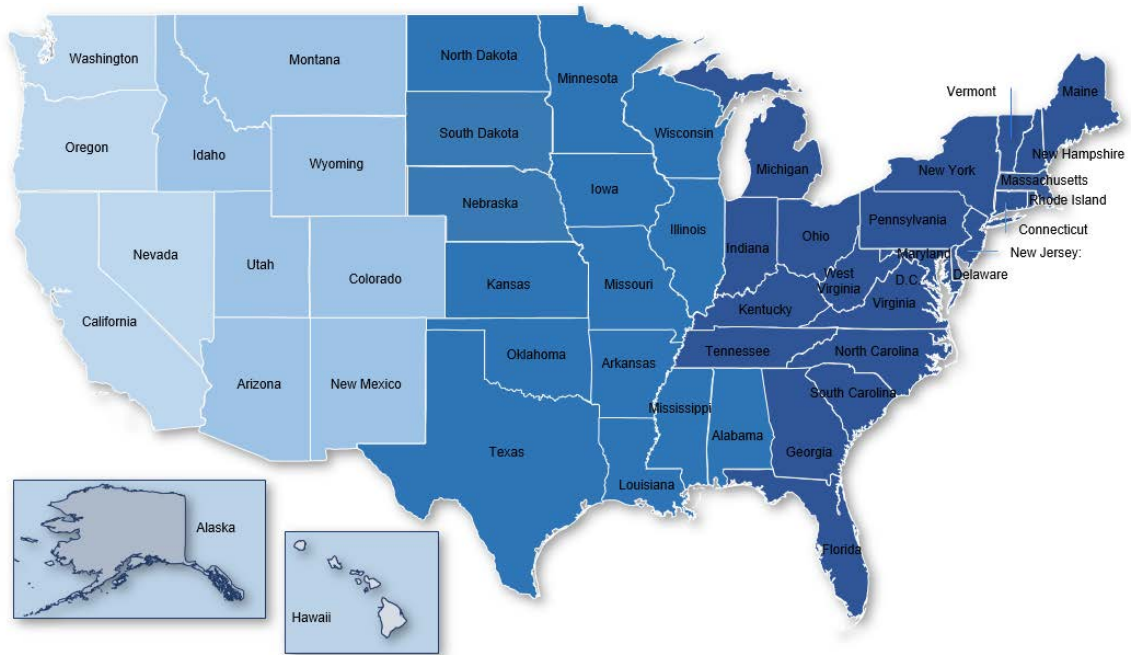 Washington
Montana
North Dakota
Minnesota
Vermont
Maine
Oregon
Idaho
Wyoming
South Dakota
Wisconsin
Michigan
New York
New Hampshire
Massachusetts
Rhode Island
Connecticut
New Jersey:
Nevada
Utah
Colorado
Nebraska
Iowa
Illinois
Indiana
Ohio
Pennsylvania
Maryland
D.C
Delaware
California
Kansas
Missouri
Kentucky
West
Virginia
Virginia
Arizona
New Mexico
Oklahoma
Arkansas
Tennessee
North Carolina
South Carolina
Texas
Louisiana
Mississippi
Alabama
Georgia
Florida
Alaska
Hawaii